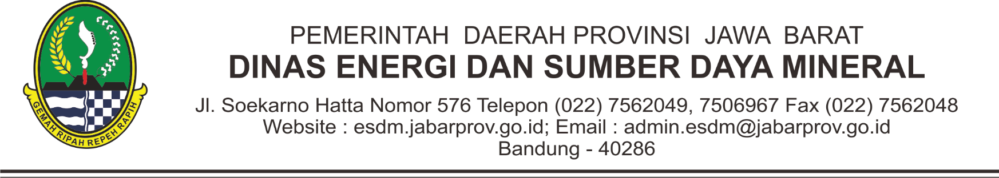 PEMERINTAH DAERAH PROVINSI JAWA BARAT
DINAS ENERGI DAN SUMBER DAYA MINERAL
Jl. Soekarno Hatta Nomor 576 Telepon (022) 7562049, 7506967 Fax (022) 7562048
Website : esdm.jabarprov.go.id; Email : admin.esdm@jabarprov.go.id
Bandung - 40286
GEMAH RIPAH REPEH RAPIH